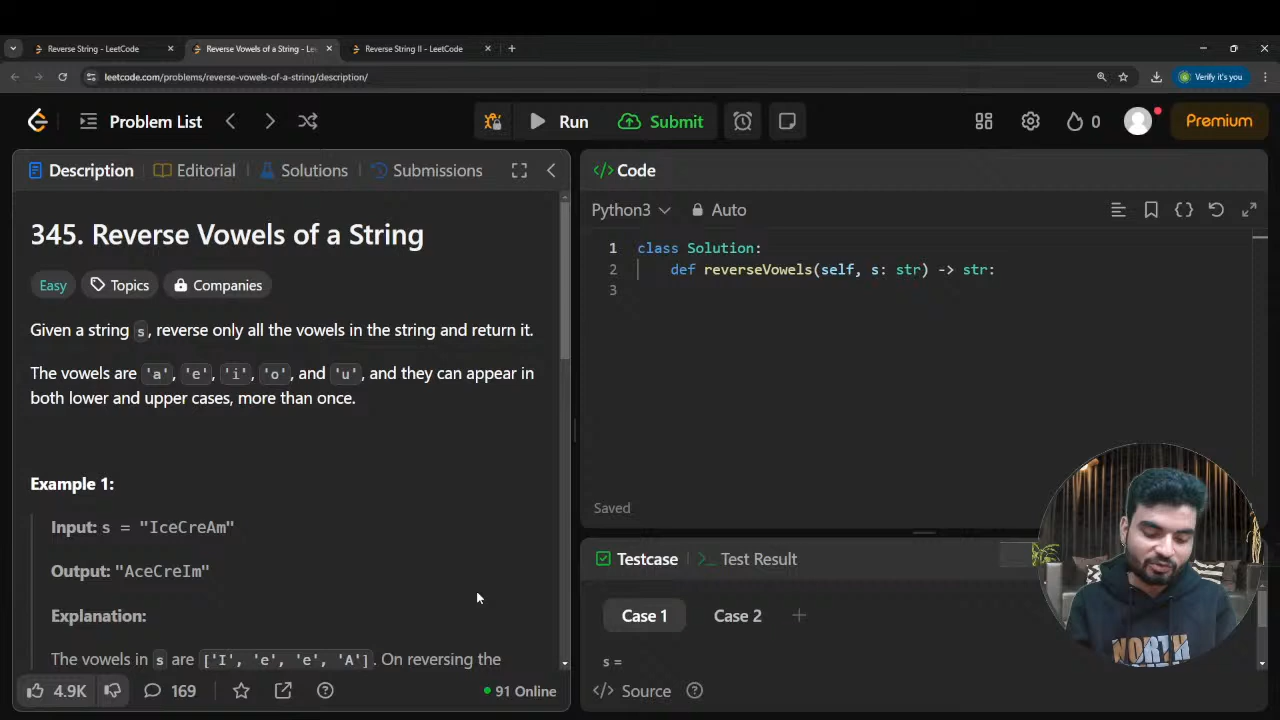 Reverse String - LeetCode
Reverse Vowels of a String - Le
Reverse String II - LeetCode
leetcode.com/problems/reverse-vowels-of-a-string/description/
Verify it's you
Problem List
Run
Submit
0
Premium
Description
Editorial
Solutions
Submissions
345. Reverse Vowels of a String
Easy
Topics
Companies
Given a string s, reverse only all the vowels in the string and return it.
The vowels are 'a', 'e', 'i', 'o', and 'u', and they can appear in
both lower and upper cases, more than once.
Example 1:
Input: s = "IceCreAm"
Output: "AceCreIm"
Explanation:
The vowels in s are ['I', 'e', 'e', 'A']. On reversing the
4.9K
169
91 Online
</> Code
Python3
Auto
1 class Solution:
2 def reverseVowels(self, s: str) -> str:
3
Saved
Testcase
Test Result
Case 1
Case 2
s =
</> Source
NORTH